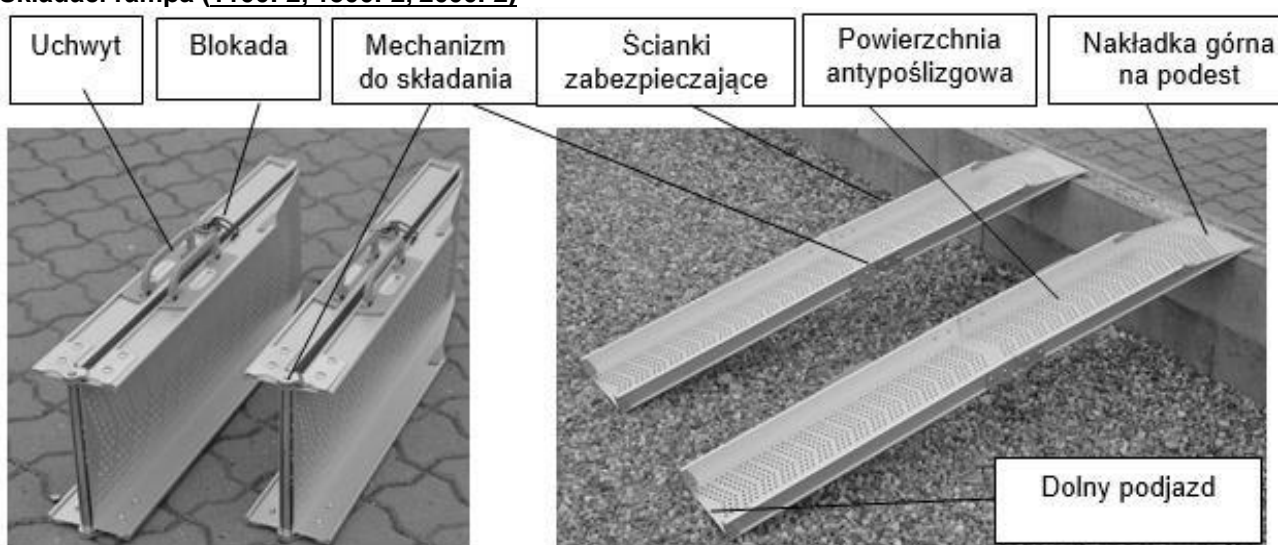 Uchwyt
Blokada
Mechanizm
do składania
Ścianki
zabezpieczające
Powierzchnia
antypoślizgowa
Nakładka górna
na podest
Dolny podjazd